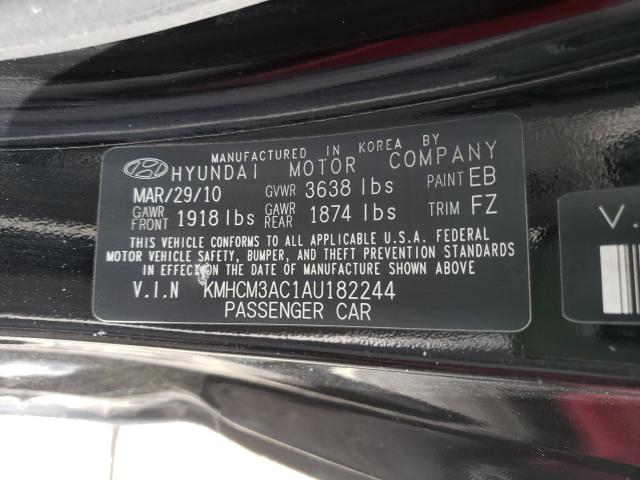 MANUFACTURED IN KOREA BY
HYUNDAI MOTOR COMPANY
MAR/29/10 GVWR 3638 lbs PAINT EB
GAWR FRONT 1918 lbs GAWR REAR 1874 lbs TRIM FZ
THIS VEHICLE CONFORMS TO ALL APPLICABLE U.S.A. FEDERAL
MOTOR VEHICLE SAFETY, BUMPER, AND THEFT PREVENTION STANDARDS
IN EFFECT ON THE DATE OF MANUFACTURE SHOWN ABOVE
V.I.N KMHCM3AC1AU182244
PASSENGER CAR
V.